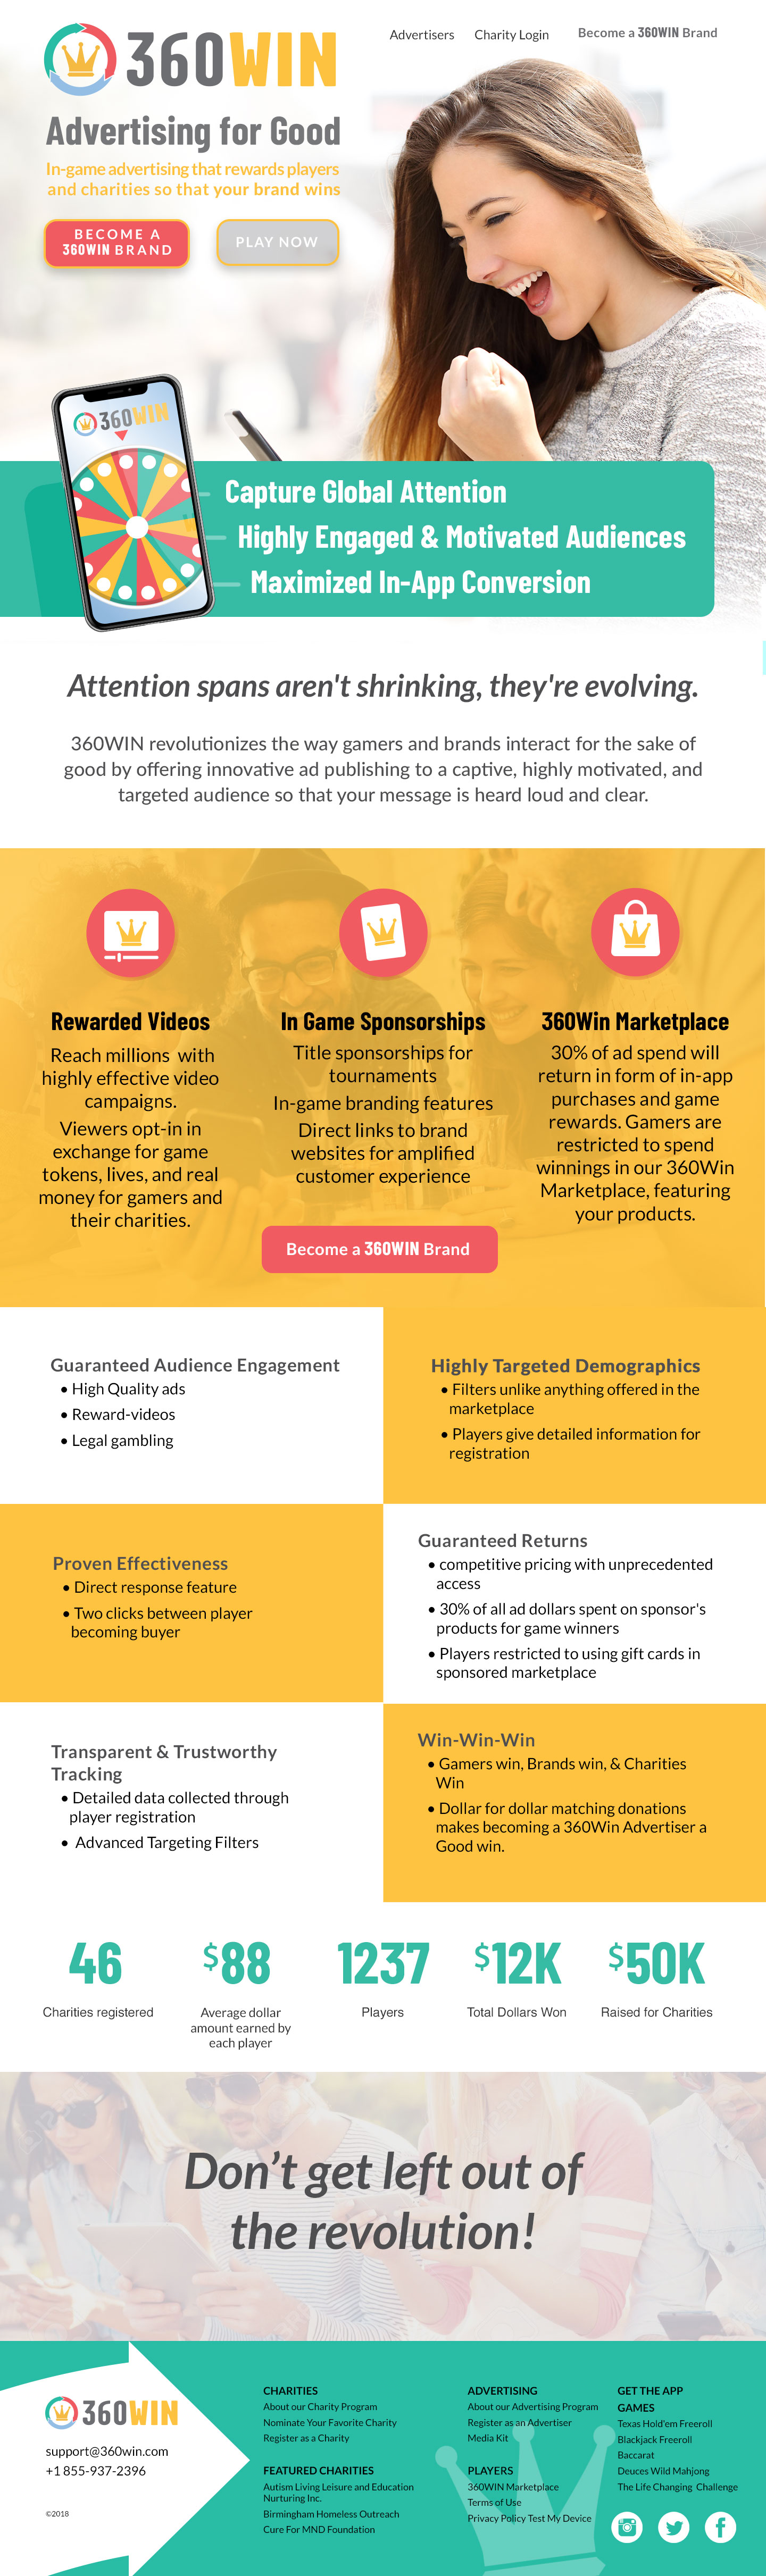 360WIN
Advertisers Charity Login Become a 360WIN Brand
Advertising for Good
In-game advertising that rewards players
and charities so that your brand wins
BECOME A
360WIN BRAND
PLAY NOW
360WIN
Capture Global Attention
Highly Engaged & Motivated Audiences
Maximized In-App Conversion
Attention spans aren't shrinking, they're evolving.
360WIN revolutionizes the way gamers and brands interact for the sake of
good by offering innovative ad publishing to a captive, highly motivated, and
targeted audience so that your message is heard loud and clear.
Rewarded Videos
Reach millions with
highly effective video
campaigns.
Viewers opt-in in
exchange for game
tokens, lives, and real
money for gamers and
their charities.
In Game Sponsorships
Title sponsorships for
tournaments
In-game branding features
Direct links to brand
websites for amplified
customer experience
360Win Marketplace
30% of ad spend will
return in form of in-app
purchases and game
rewards. Gamers are
restricted to spend
winnings in our 360Win
Marketplace, featuring
your products.
Become a 360WIN Brand
Guaranteed Audience Engagement
• High Quality ads
• Reward-videos
• Legal gambling
Highly Targeted Demographics
• Filters unlike anything offered in the
marketplace
• Players give detailed information for
registration
Proven Effectiveness
• Direct response feature
• Two clicks between player
becoming buyer
Guaranteed Returns
• competitive pricing with unprecedented
access
• 30% of all ad dollars spent on sponsor's
products for game winners
• Players restricted to using gift cards in
sponsored marketplace
Transparent & Trustworthy
Tracking
• Detailed data collected through
player registration
• Advanced Targeting Filters
Win-Win-Win
• Gamers win, Brands win, & Charities
Win
• Dollar for dollar matching donations
makes becoming a 360Win Advertiser a
Good win.
46
Charities registered
$88
Average dollar
amount earned by
each player
1237
Players
$12K
Total Dollars Won
$50K
Raised for Charities
Don't get left out of
the revolution!
360WIN
support@360win.com
+1 855-937-2396
©2018
CHARITIES
About our Charity Program
Nominate Your Favorite Charity
Register as a Charity
FEATURED CHARITIES
Autism Living Leisure and Education
Nurturing Inc.
Birmingham Homeless Outreach
Cure For MND Foundation
ADVERTISING
About our Advertising Program
Register as an Advertiser
Media Kit
PLAYERS
360WIN Marketplace
Terms of Use
Privacy Policy Test My Device
GET THE APP
GAMES
Texas Hold'em Freeroll
Blackjack Freeroll
Baccarat
Deuces Wild Mahjong
The Life Changing Challenge